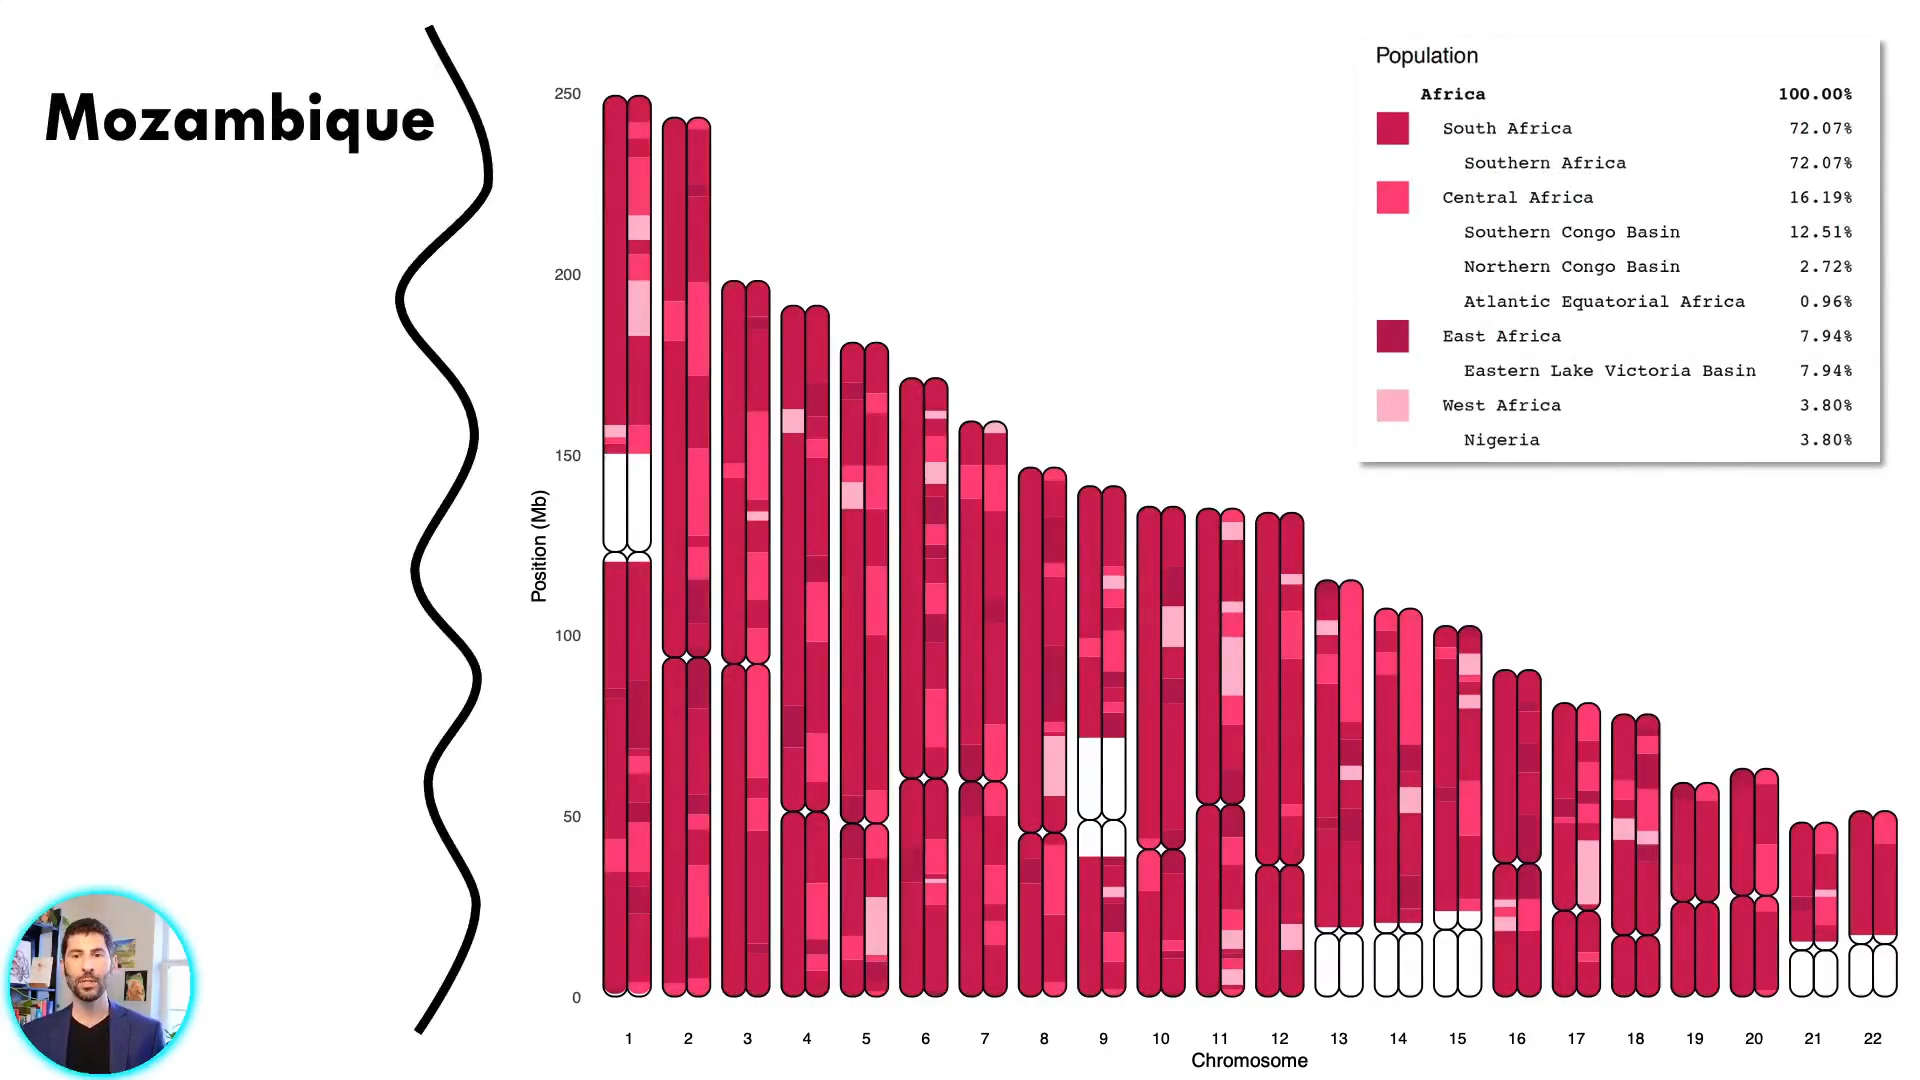 Mozambique
Population
Africa 100.00%
South Africa 72.07%
Southern Africa 72.07%
Central Africa 16.19%
Southern Congo Basin 12.51%
Northern Congo Basin 2.72%
Atlantic Equatorial Africa 0.96%
East Africa 7.94%
Eastern Lake Victoria Basin 7.94%
West Africa 3.80%
Nigeria 3.80%
250
200
150
100
50
0
Position (Mb)
1 2 3 4 5 6 7 8 9 10 11 12 13 14 15 16 17 18 19 20 21 22
Chromosome